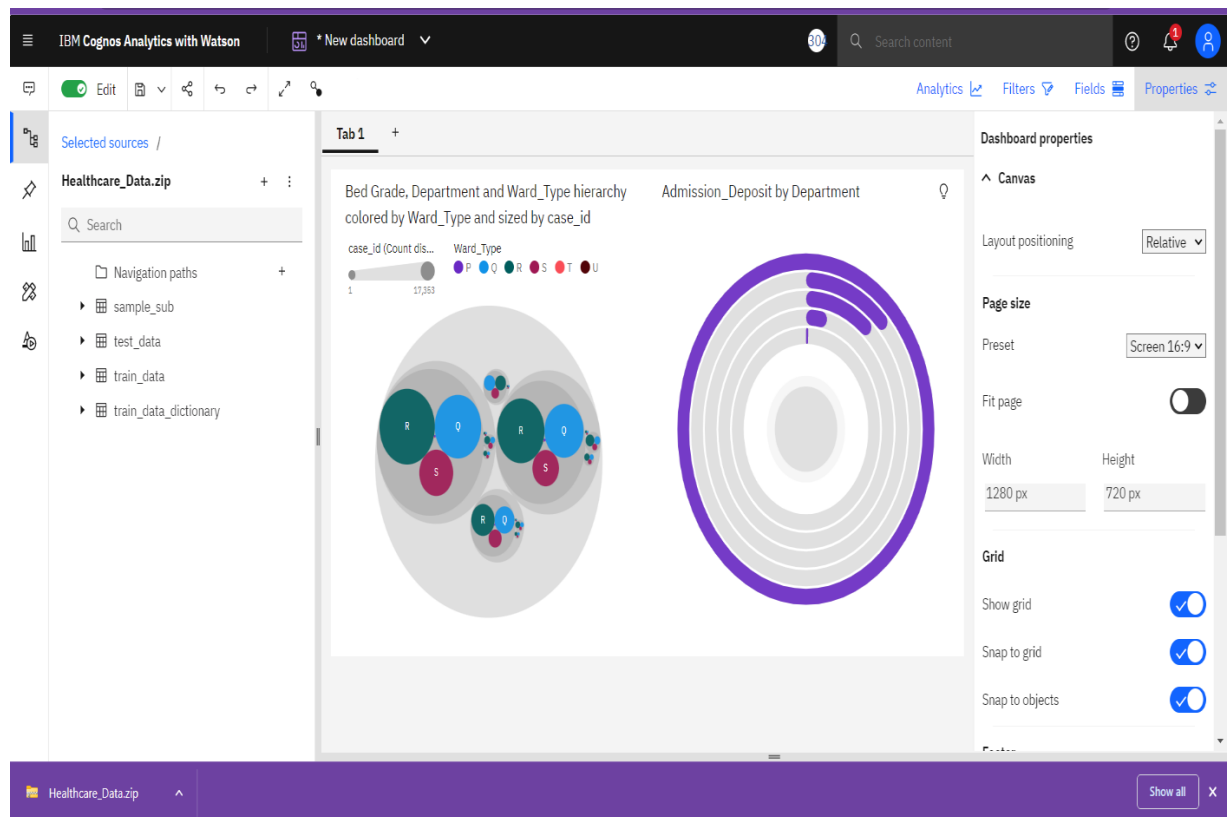 IBM Cognos Analytics with Watson
* New dashboard
304
Search content
1
Edit
Analytics
Filters
Fields
Properties
Selected sources /
Healthcare_Data.zip
Search
Navigation paths
sample_sub
test_data
train_data
train_data_dictionary
Tab 1
Bed Grade, Department and Ward_Type hierarchy
colored by Ward_Type and sized by case_id
case_id (Count dis...
1 17,353
Ward_Type
P Q R S T U
R Q S
R Q S
R Q
Admission_Deposit by Department
Dashboard properties
Canvas
Layout positioning Relative
Page size
Preset Screen 16:9
Fit page
Width Height
1280 px 720 px
Grid
Show grid
Snap to grid
Snap to objects
Healthcare_Data.zip
Show all X